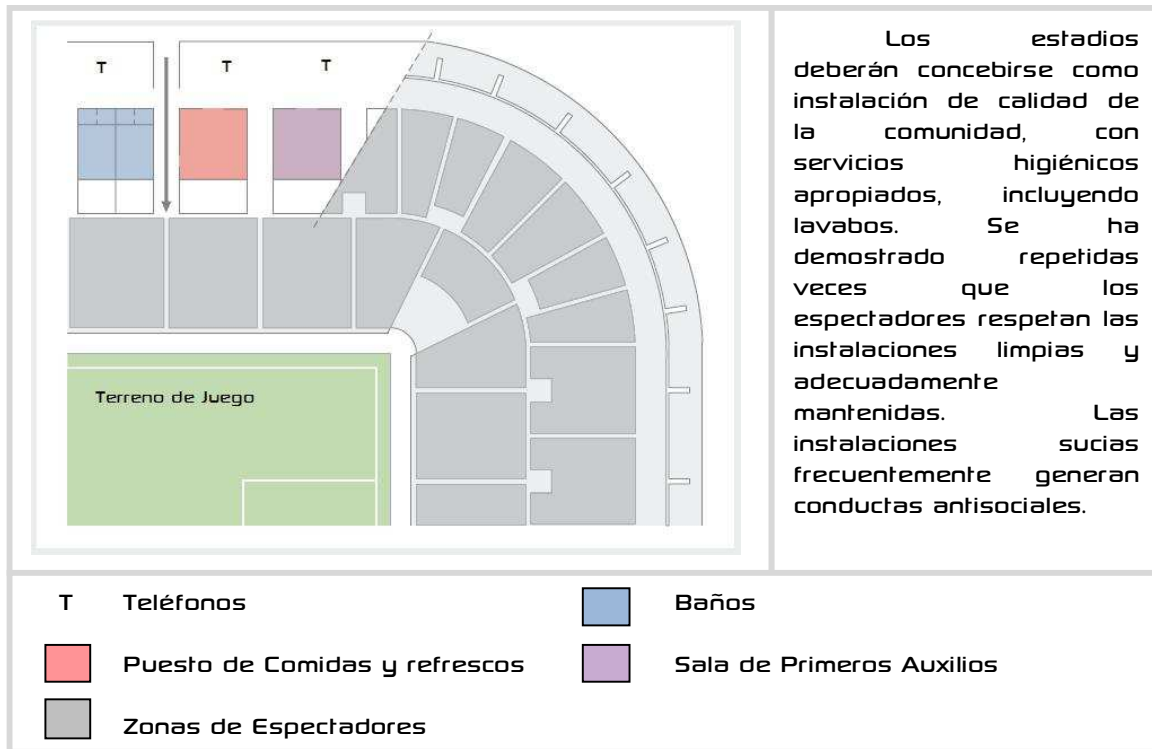 T T T
Terreno de Juego
Los estadios
deberán concebirse como
instalación de calidad de
la comunidad, con
servicios higiénicos
apropiados, incluyendo
lavabos. Se ha
demostrado repetidas
veces que los
espectadores respetan las
instalaciones limpias y
adecuadamente
mantenidas. Las
instalaciones sucias
frecuentemente generan
conductas antisociales.
T Teléfonos
Baños
Puesto de Comidas y refrescos
Sala de Primeros Auxilios
Zonas de Espectadores